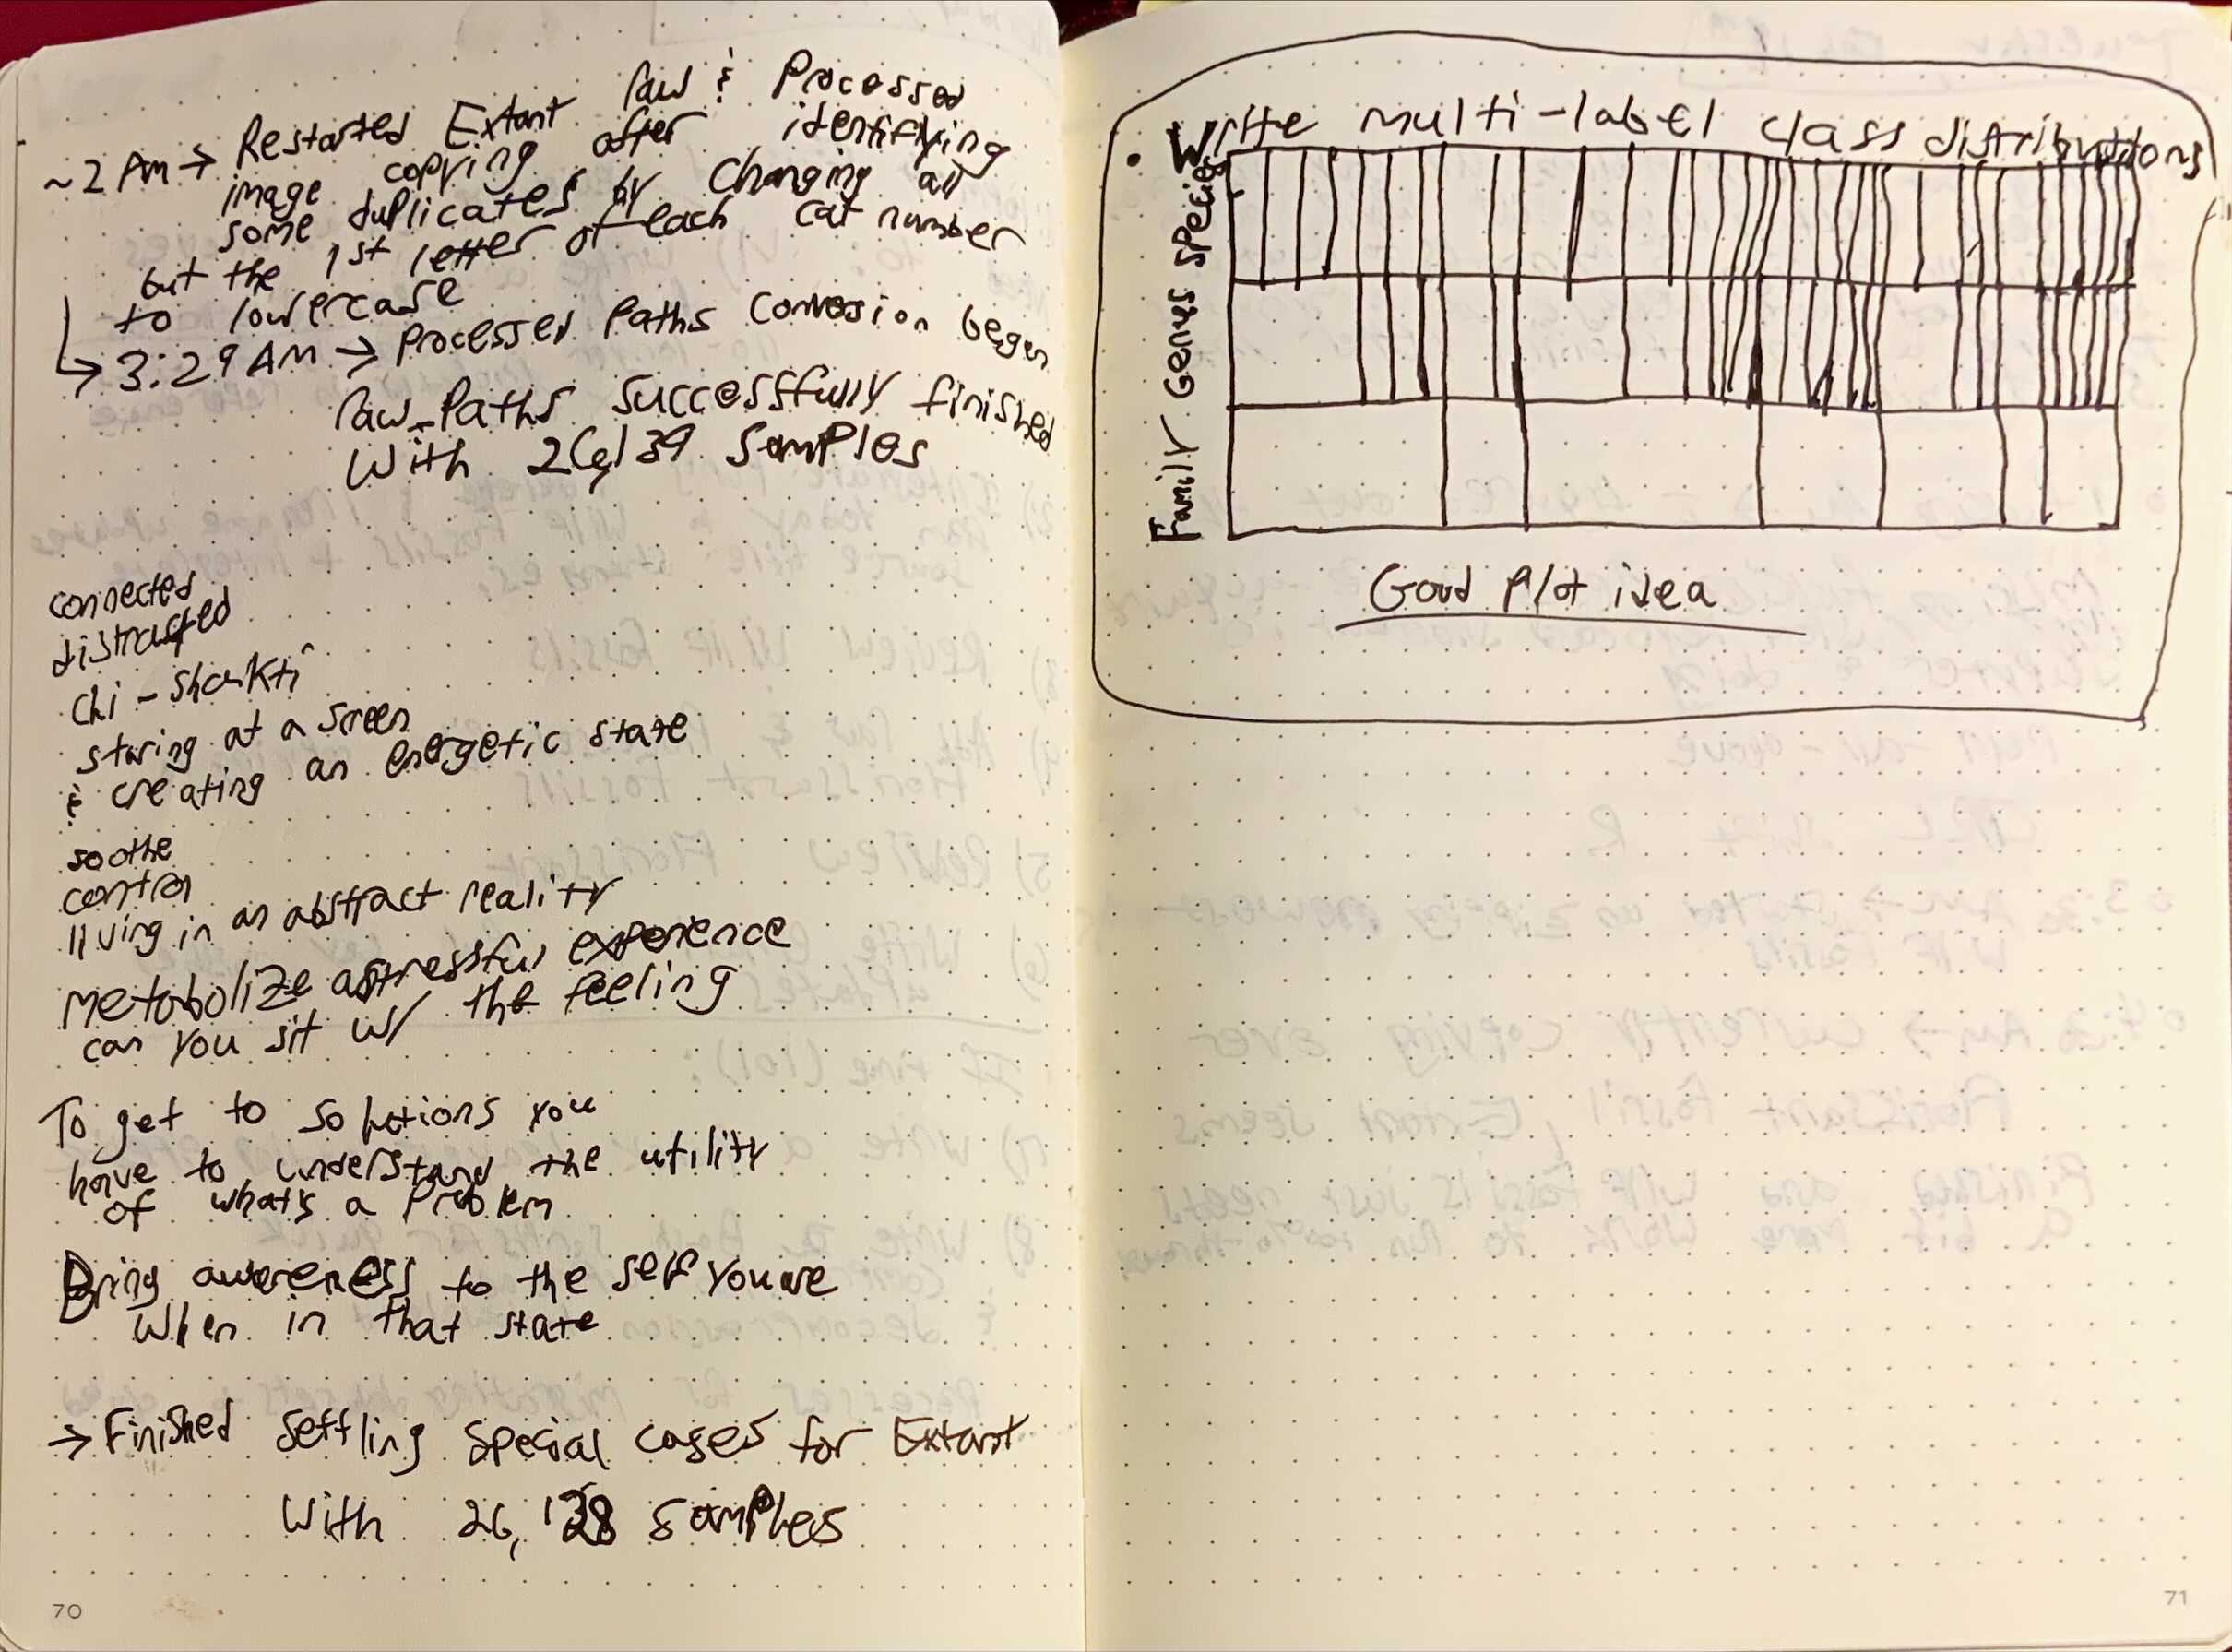 ~2 AM → Restarted Extant raw & Processed
image copying after identifying
some duplicates by changing all
but the 1st letter of each cat number
to lowercase
↳ 3:29 AM → Processed Paths Conversion began
raw_paths successfully finished
With 26,139 Samples
connected
distrusted
chi - Shakti
staring at a screen
& creating an energetic state
soothe
control
living in an abstract reality
Metabolize a stressful experience
can you sit w/ the feeling
To get to solutions you
have to understand the utility
of what's a Problem
Bring awareness to the self you are
When in that state
→ Finished Settling Special cases for Extant
With 26,138 Samples
70
• Write multi-label class distributions
Species
Genus
Family
Good Plot idea
71